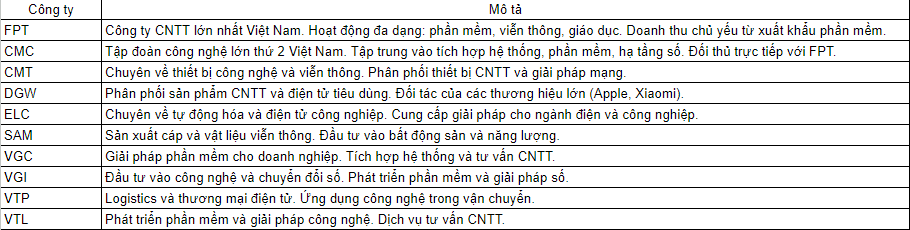 Công ty Mô tả
FPT Công ty CNTT lớn nhất Việt Nam. Hoạt động đa dạng: phần mềm, viễn thông, giáo dục. Doanh thu chủ yếu từ xuất khẩu phần mềm.
CMC Tập đoàn công nghệ lớn thứ 2 Việt Nam. Tập trung vào tích hợp hệ thống, phần mềm, hạ tầng số. Đối thủ trực tiếp với FPT.
CMT Chuyên về thiết bị công nghệ và viễn thông. Phân phối thiết bị CNTT và giải pháp mạng.
DGW Phân phối sản phẩm CNTT và điện tử tiêu dùng. Đối tác của các thương hiệu lớn (Apple, Xiaomi).
ELC Chuyên về tự động hóa và điện tử công nghiệp. Cung cấp giải pháp cho ngành điện và công nghiệp.
SAM Sản xuất cáp và vật liệu viễn thông. Đầu tư vào bất động sản và năng lượng.
VGC Giải pháp phần mềm cho doanh nghiệp. Tích hợp hệ thống và tư vấn CNTT.
VGI Đầu tư vào công nghệ và chuyển đổi số. Phát triển phần mềm và giải pháp số.
VTP Logistics và thương mại điện tử. Ứng dụng công nghệ trong vận chuyển.
VTL Phát triển phần mềm và giải pháp công nghệ. Dịch vụ tư vấn CNTT.